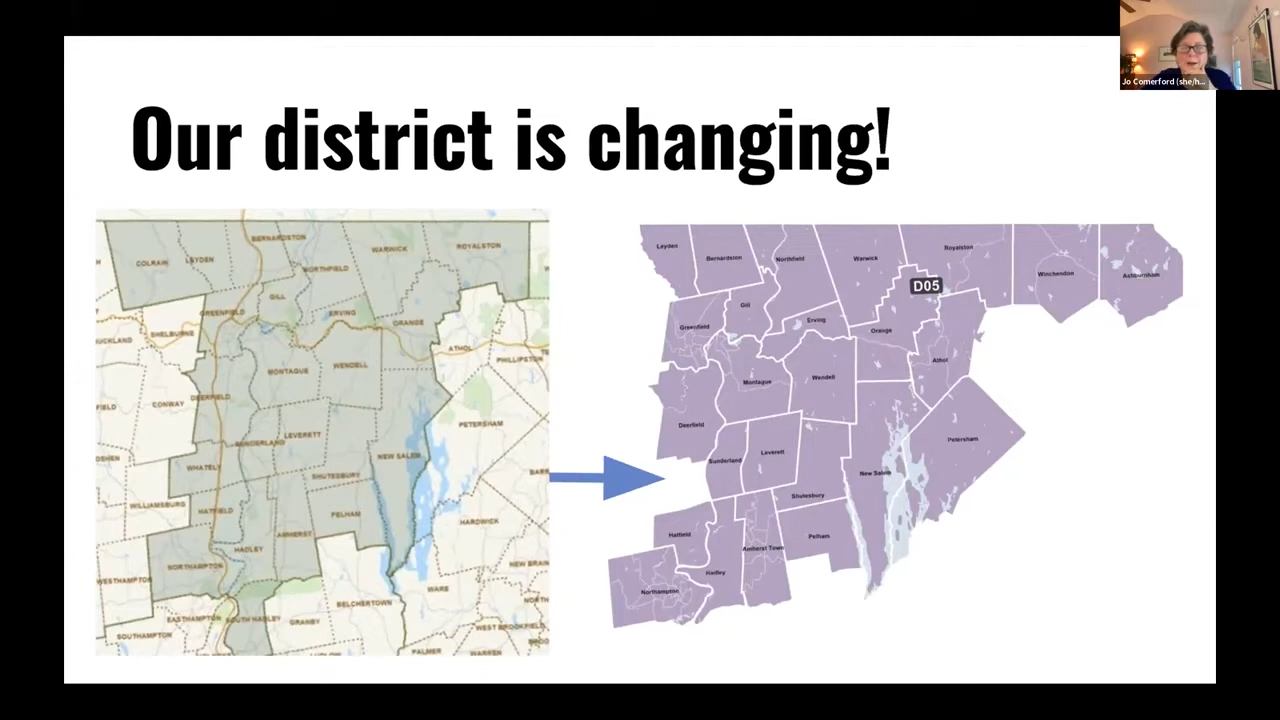 Jo Comerford (she/h...
Our district is changing!
BERNARDSTON
COLRAIN
LEYDEN
WARWICK
ROYALSTON
NORTHFIELD
GILL
GREENFIELD
ERVING
ORANGE
SHELBURNE
UCKLAND
ATHOL
PHILLIPSTON
MONTAGUE
WENDELL
FIELD
CONWAY
DEERFIELD
PETERSHAM
SUNDERLAND
LEVERETT
NEW SALEM
WHATELY
SHUTESBURY
WILLIAMSBURG
HATFIELD
PELHAM
HARDWICK
AMHERST
HADLEY
NORTHAMPTON
NEW BRAIN
WESTHAMPTON
WARE
BELCHERTOWN
EASTHAMPTON
SOUTH HADLEY
GRANBY
SOUTHAMPTON
WEST BROOKFIELD
PALMER
WARREN
Leyden
Bernardston
Northfield
Warwick
Royalston
Winchendon
Ashburnham
D05
Gill
Greenfield
Erving
Orange
Athol
Montague
Wendell
Deerfield
Petersham
Sunderland
Leverett
New Salem
Shutesbury
Hatfield
Pelham
Amherst Town
Hadley
Northampton